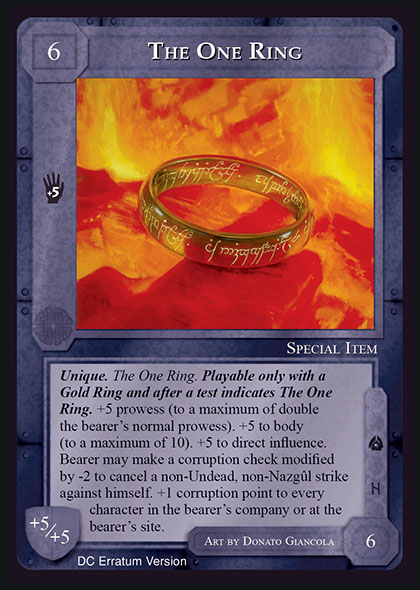 6
THE ONE RING
+5
SPECIAL ITEM
Unique. The One Ring. Playable only with a
Gold Ring and after a test indicates The One
Ring. +5 prowess (to a maximum of double
the bearer's normal prowess). +5 to body
(to a maximum of 10). +5 to direct influence.
Bearer may make a corruption check modified
by -2 to cancel a non-Undead, non-Nazgûl strike
against himself. +1 corruption point to every
character in the bearer's company or at the
bearer's site.
+5/+5
ART BY DONATO GIANCOLA
6
DC Erratum Version